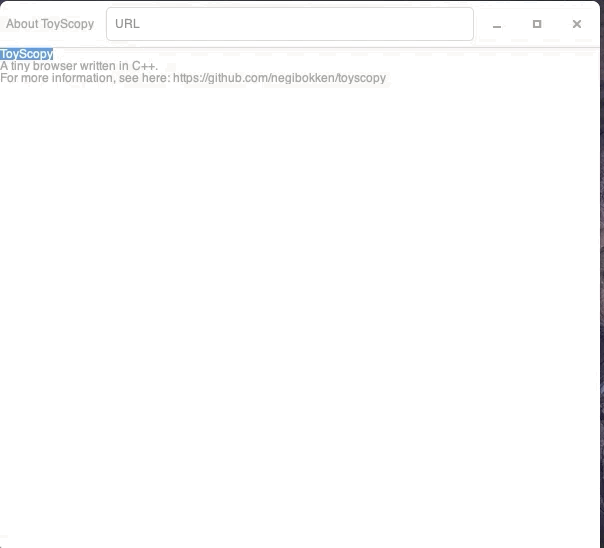 About ToyScopy
URL
ToyScopy
A tiny browser written in C++.
For more information, see here: https://github.com/negibokken/toyscopy